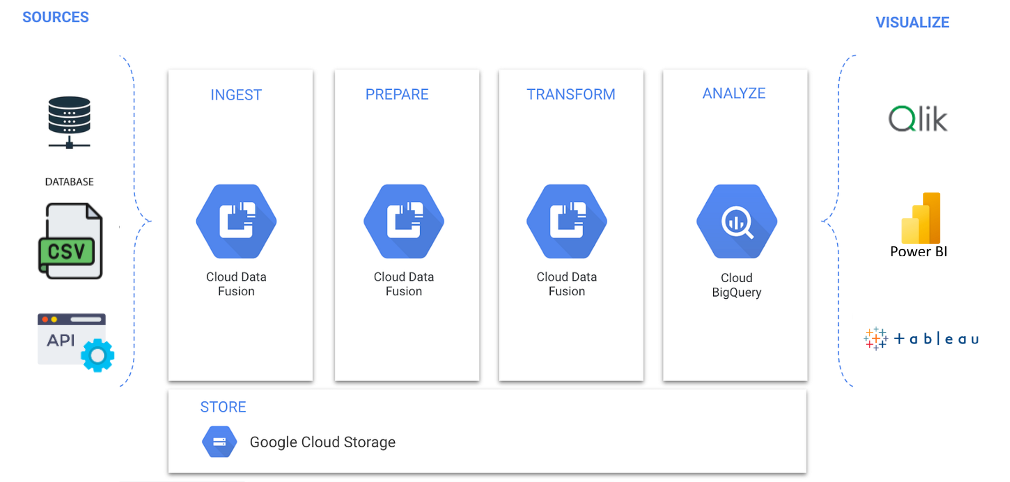 SOURCES
VISUALIZE
INGEST
PREPARE
TRANSFORM
ANALYZE
DATABASE
CSV
API
Cloud Data
Fusion
Cloud Data
Fusion
Cloud Data
Fusion
Cloud
BigQuery
Qlik
Power BI
+ableau
STORE
Google Cloud Storage